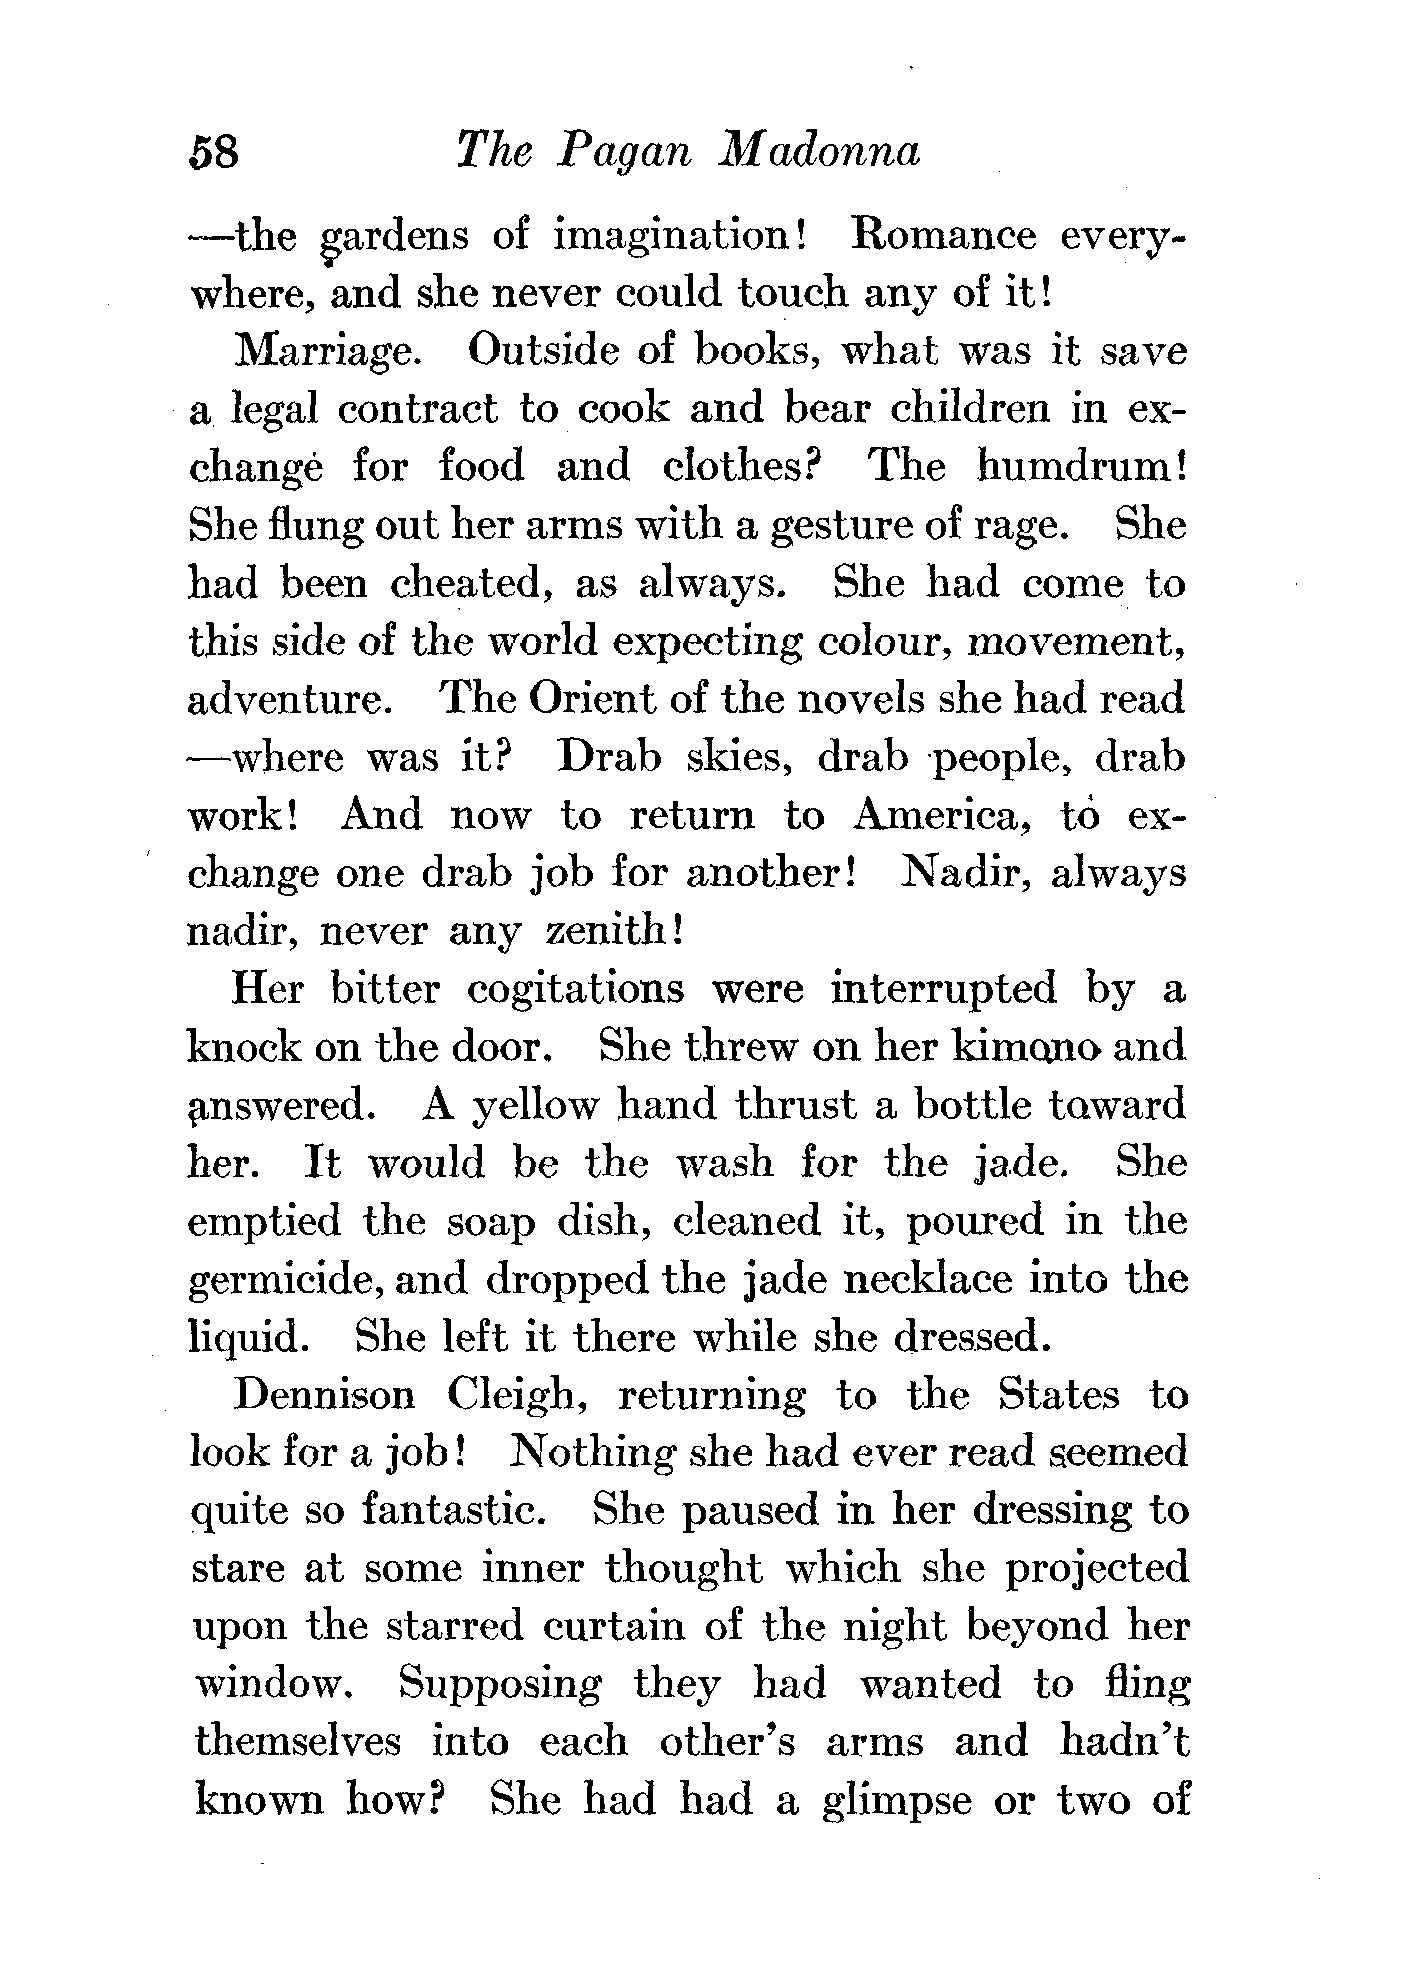 58 The Pagan Madonna
—the gardens of imagination! Romance every-
where, and she never could touch any of it!
Marriage. Outside of books, what was it save
a legal contract to cook and bear children in ex-
change for food and clothes? The humdrum!
She flung out her arms with a gesture of rage. She
had been cheated, as always. She had come to
this side of the world expecting colour, movement,
adventure. The Orient of the novels she had read
—where was it? Drab skies, drab people, drab
work! And now to return to America, to ex-
change one drab job for another! Nadir, always
nadir, never any zenith!
Her bitter cogitations were interrupted by a
knock on the door. She threw on her kimono and
answered. A yellow hand thrust a bottle toward
her. It would be the wash for the jade. She
emptied the soap dish, cleaned it, poured in the
germicide, and dropped the jade necklace into the
liquid. She left it there while she dressed.
Dennison Cleigh, returning to the States to
look for a job! Nothing she had ever read seemed
quite so fantastic. She paused in her dressing to
stare at some inner thought which she projected
upon the starred curtain of the night beyond her
window. Supposing they had wanted to fling
themselves into each other's arms and hadn't
known how? She had had a glimpse or two of